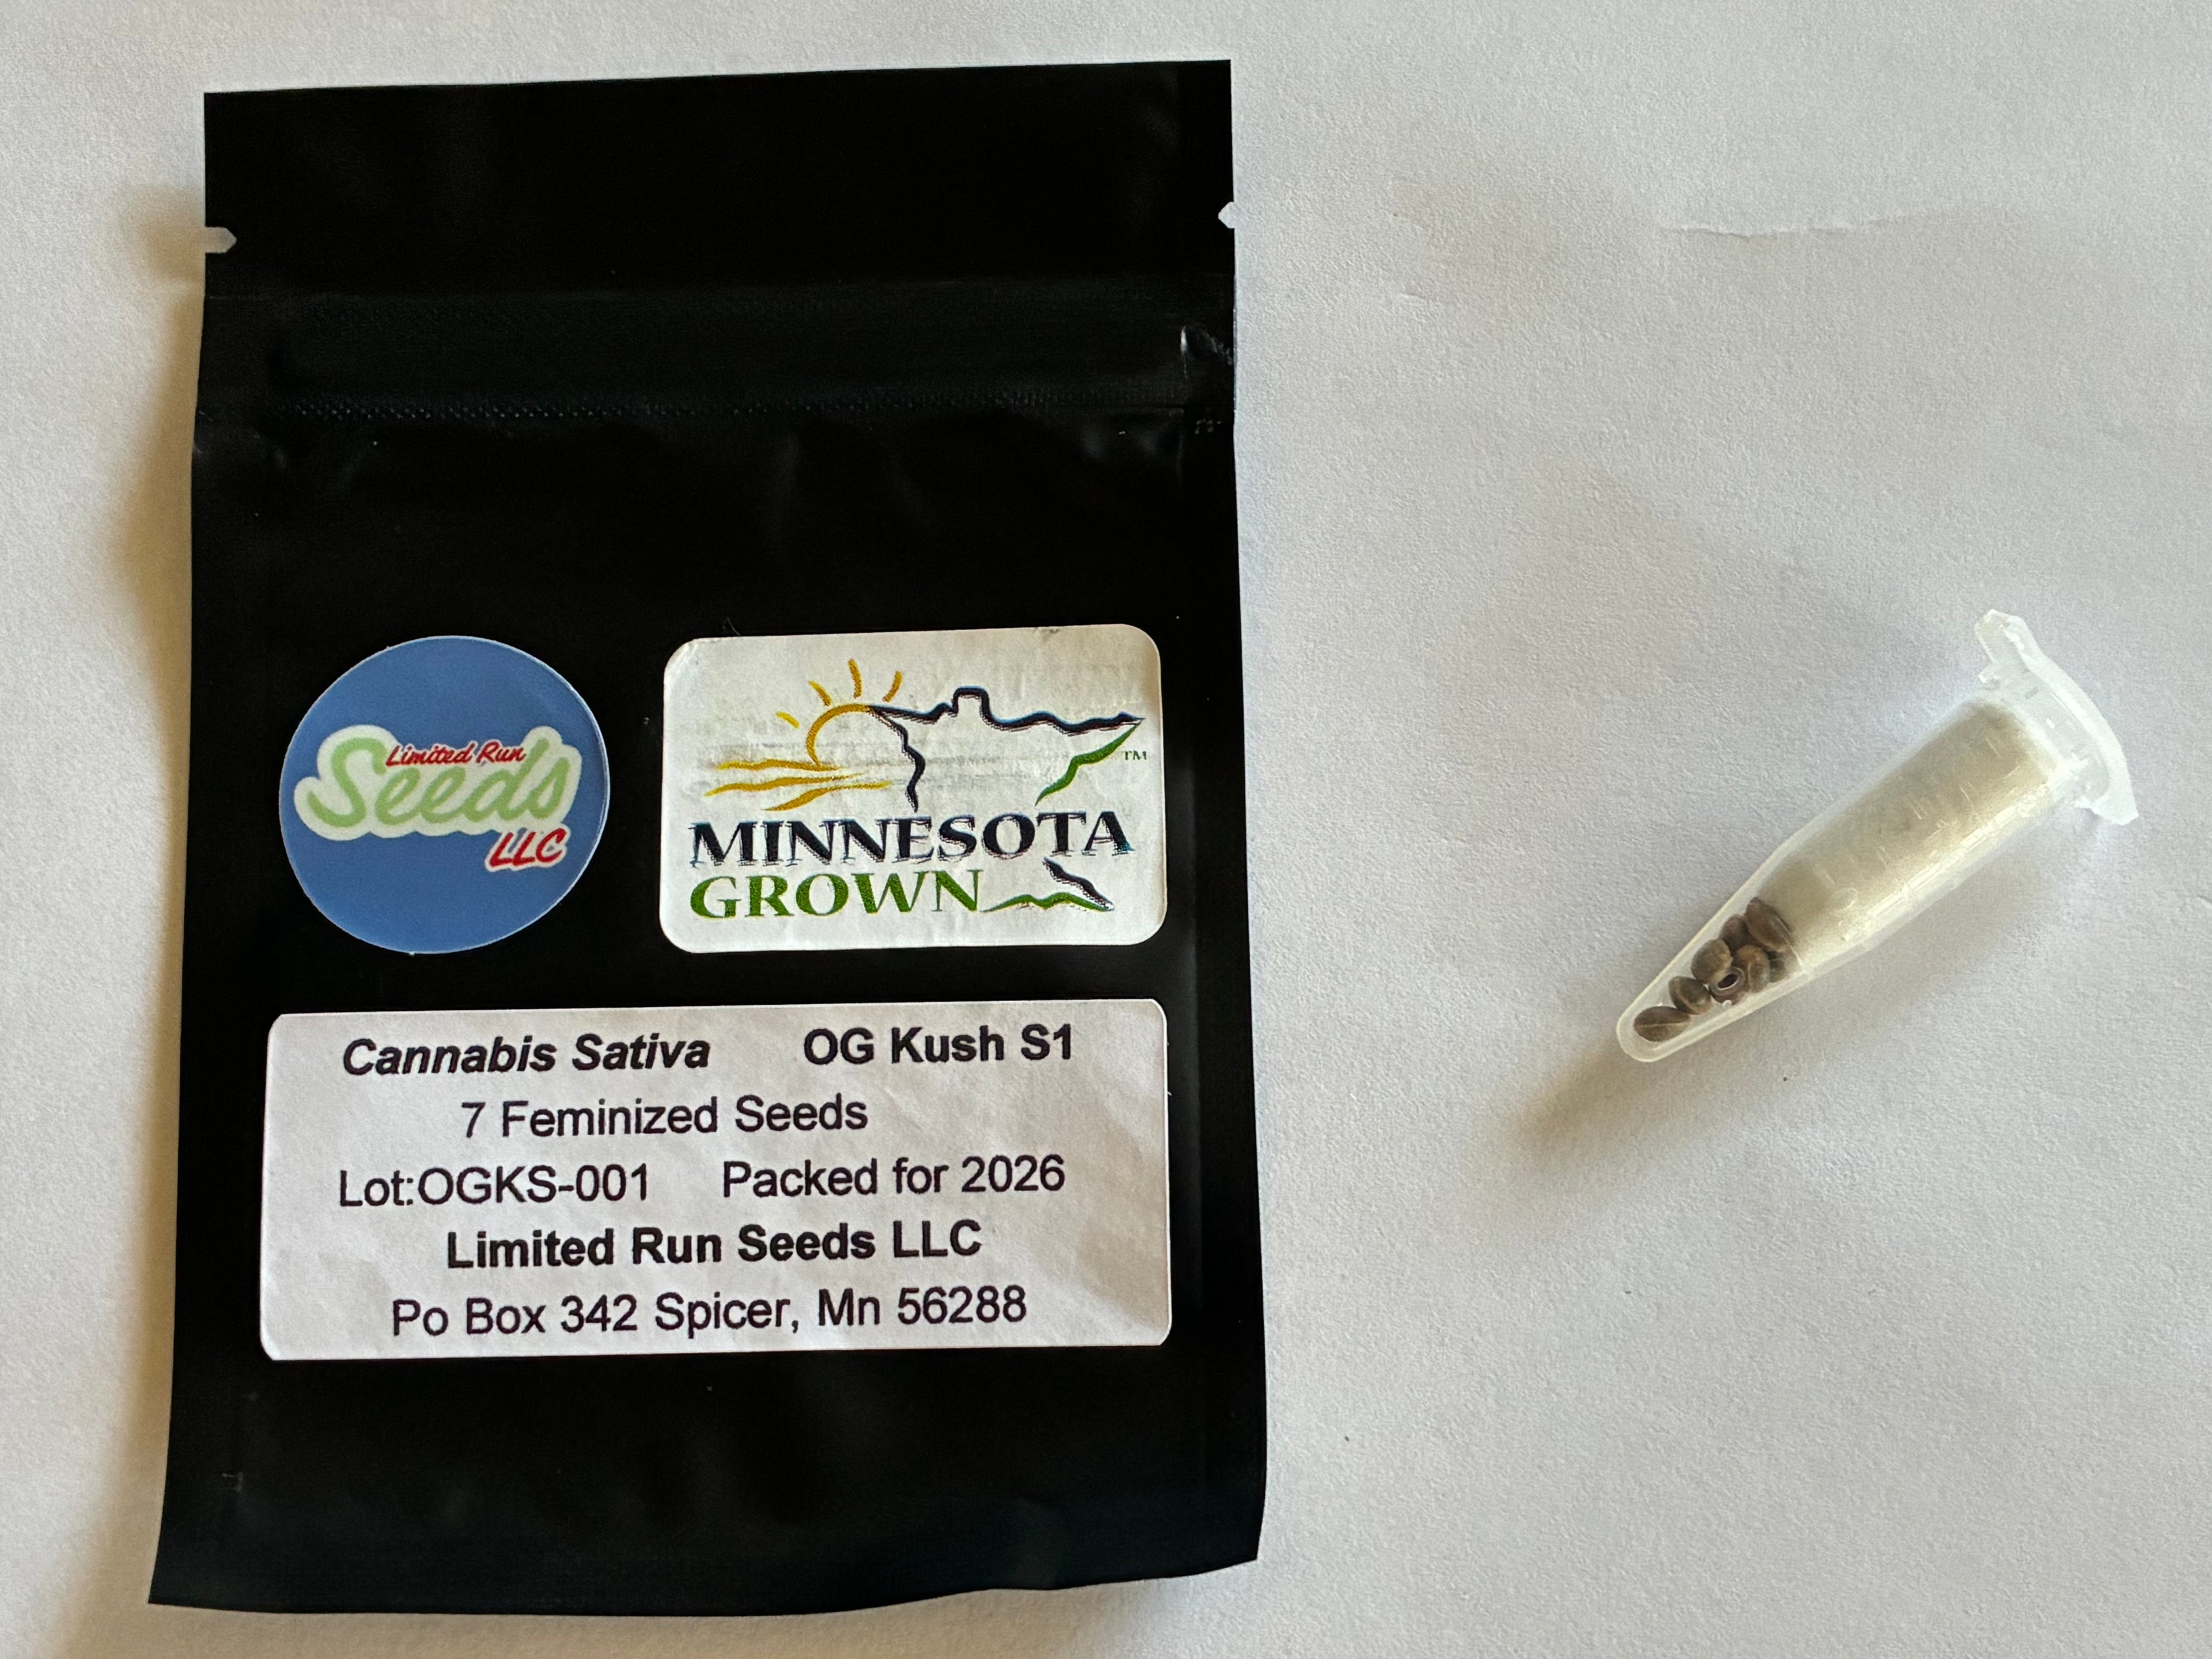 Limited Run
Seeds
LLC
TM
MINNESOTA
GROWN
Cannabis Sativa OG Kush S1
7 Feminized Seeds
Lot:OGKS-001 Packed for 2026
Limited Run Seeds LLC
Po Box 342 Spicer, Mn 56288